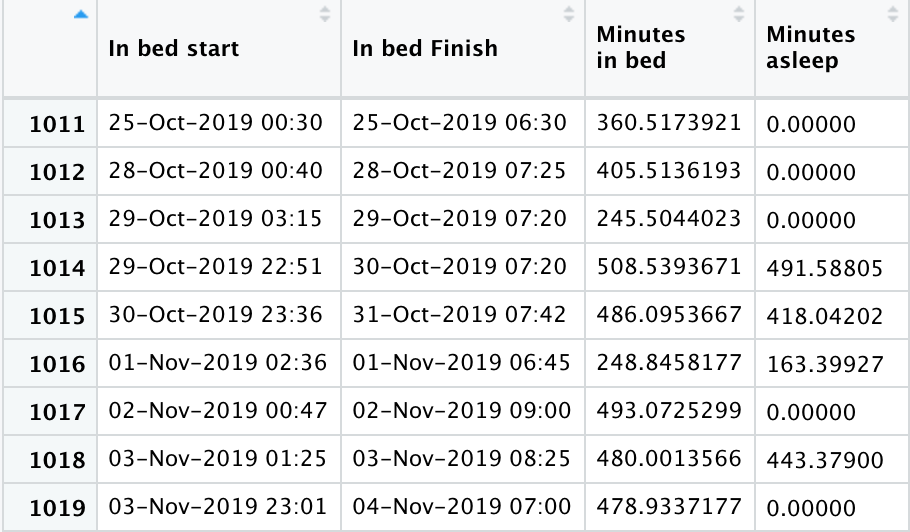 In bed start In bed Finish Minutes in bed Minutes asleep
1011 25-Oct-2019 00:30 25-Oct-2019 06:30 360.5173921 0.00000
1012 28-Oct-2019 00:40 28-Oct-2019 07:25 405.5136193 0.00000
1013 29-Oct-2019 03:15 29-Oct-2019 07:20 245.5044023 0.00000
1014 29-Oct-2019 22:51 30-Oct-2019 07:20 508.5393671 491.58805
1015 30-Oct-2019 23:36 31-Oct-2019 07:42 486.0953667 418.04202
1016 01-Nov-2019 02:36 01-Nov-2019 06:45 248.8458177 163.39927
1017 02-Nov-2019 00:47 02-Nov-2019 09:00 493.0725299 0.00000
1018 03-Nov-2019 01:25 03-Nov-2019 08:25 480.0013566 443.37900
1019 03-Nov-2019 23:01 04-Nov-2019 07:00 478.9337177 0.00000